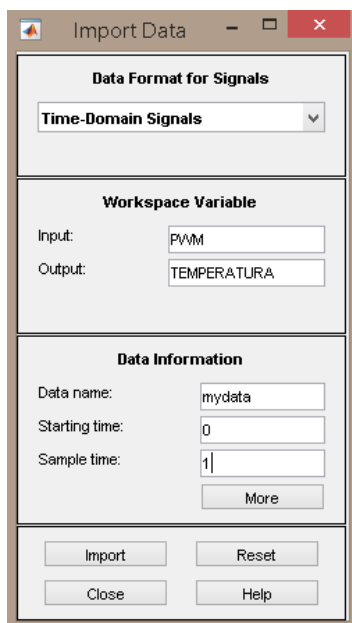 Import Data
Data Format for Signals
Time-Domain Signals
Workspace Variable
Input: PWM
Output: TEMPERATURA
Data Information
Data name: mydata
Starting time: 0
Sample time: 1
More
Import Reset
Close Help